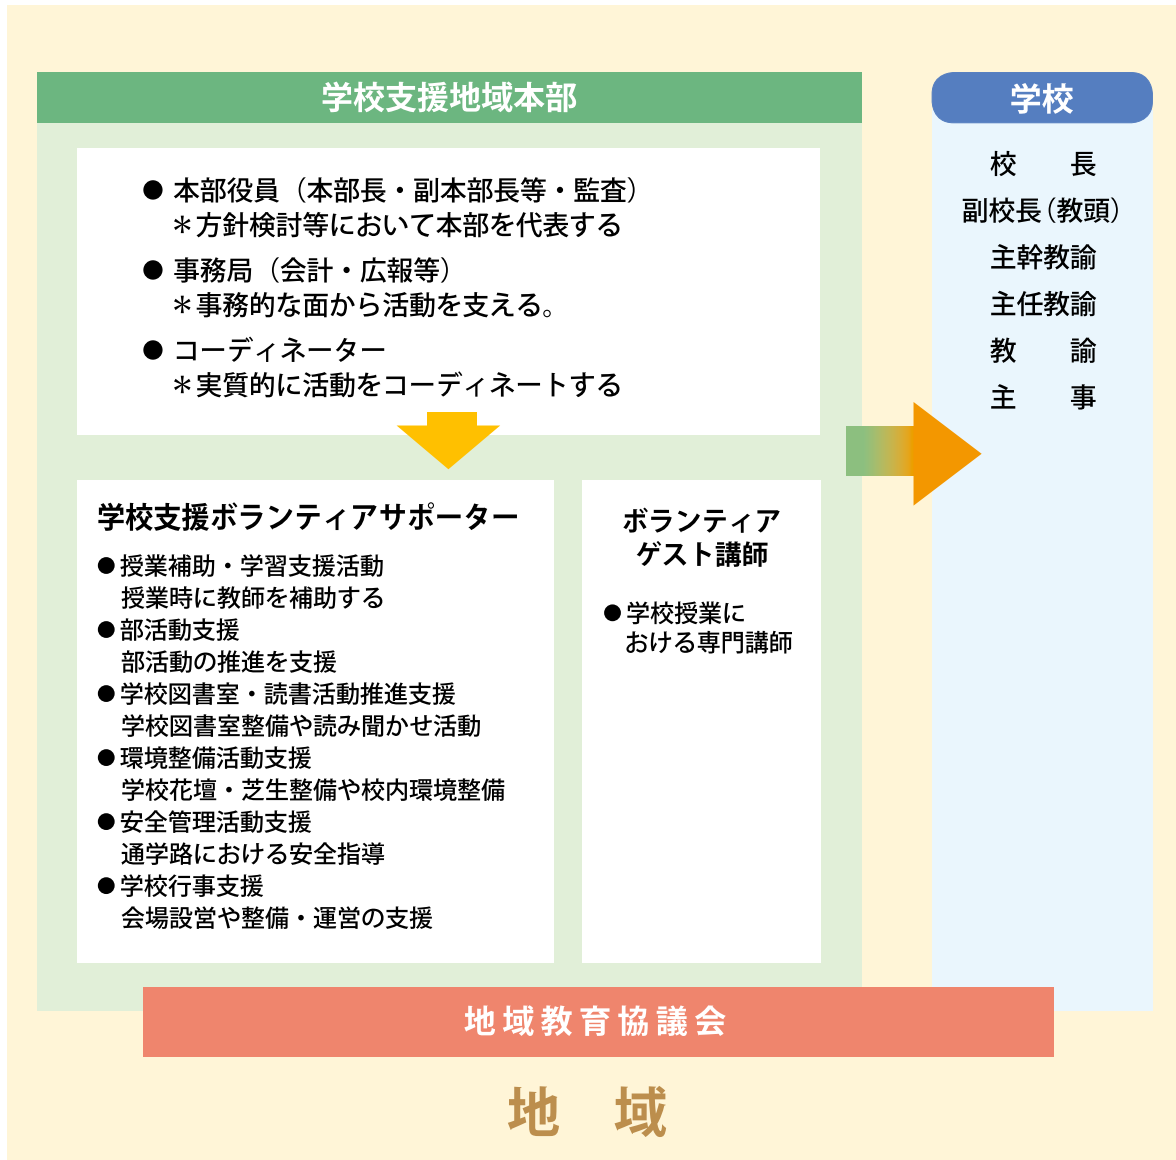 学校支援地域本部
● 本部役員（本部長・副本部長等・監査）
＊方針検討等において本部を代表する
● 事務局（会計・広報等）
＊事務的な面から活動を支える。
● コーディネーター
＊実質的に活動をコーディネートする
学校支援ボランティアサポーター
●授業補助・学習支援活動
授業時に教師を補助する
●部活動支援
部活動の推進を支援
●学校図書室・読書活動推進支援
学校図書室整備や読み聞かせ活動
●環境整備活動支援
学校花壇・芝生整備や校内環境整備
●安全管理活動支援
通学路における安全指導
●学校行事支援
会場設営や整備・運営の支援
ボランティア
ゲスト講師
●学校授業に
おける専門講師
学校
校　　長
副校長（教頭）
主幹教諭
主任教諭
教　　諭
主　　事
地域教育協議会
地　域